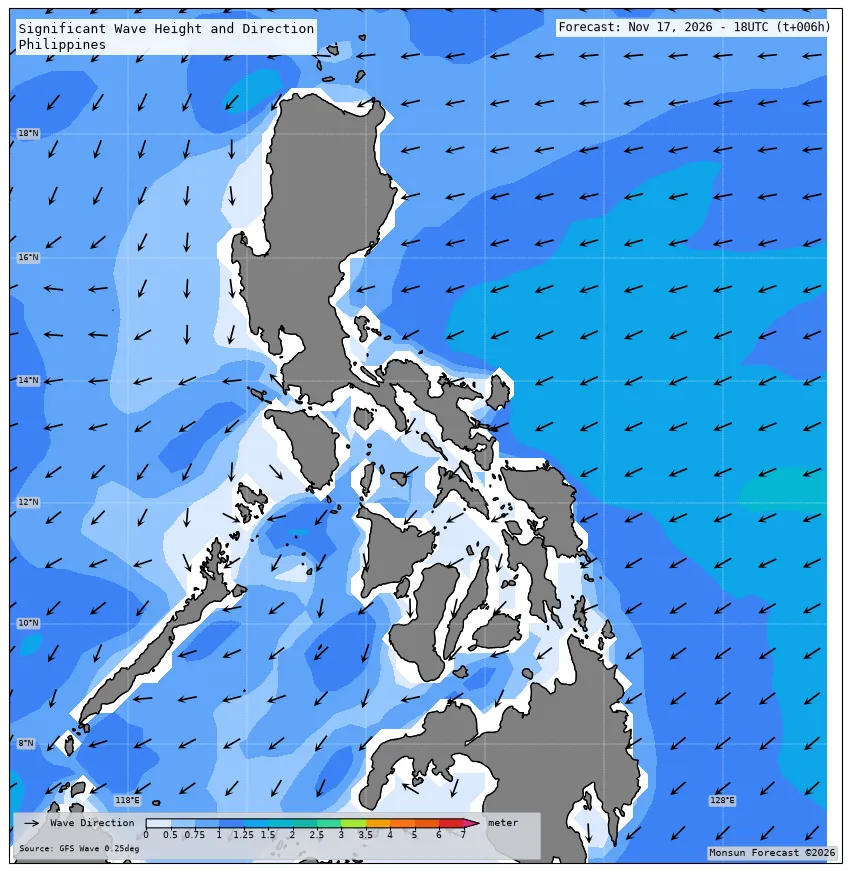 Significant Wave Height and Direction
Philippines
Forecast: Nov 17, 2026 - 18UTC (t+006h)
18°N
16°N
14°N
12°N
10°N
8°N
118°E
128°E
Wave Direction
meter
0 0.5 0.75 1 1.25 1.5 2 2.5 3 3.5 4 5 6 7
Source: GFS Wave 0.25deg
Monsun Forecast ©2026